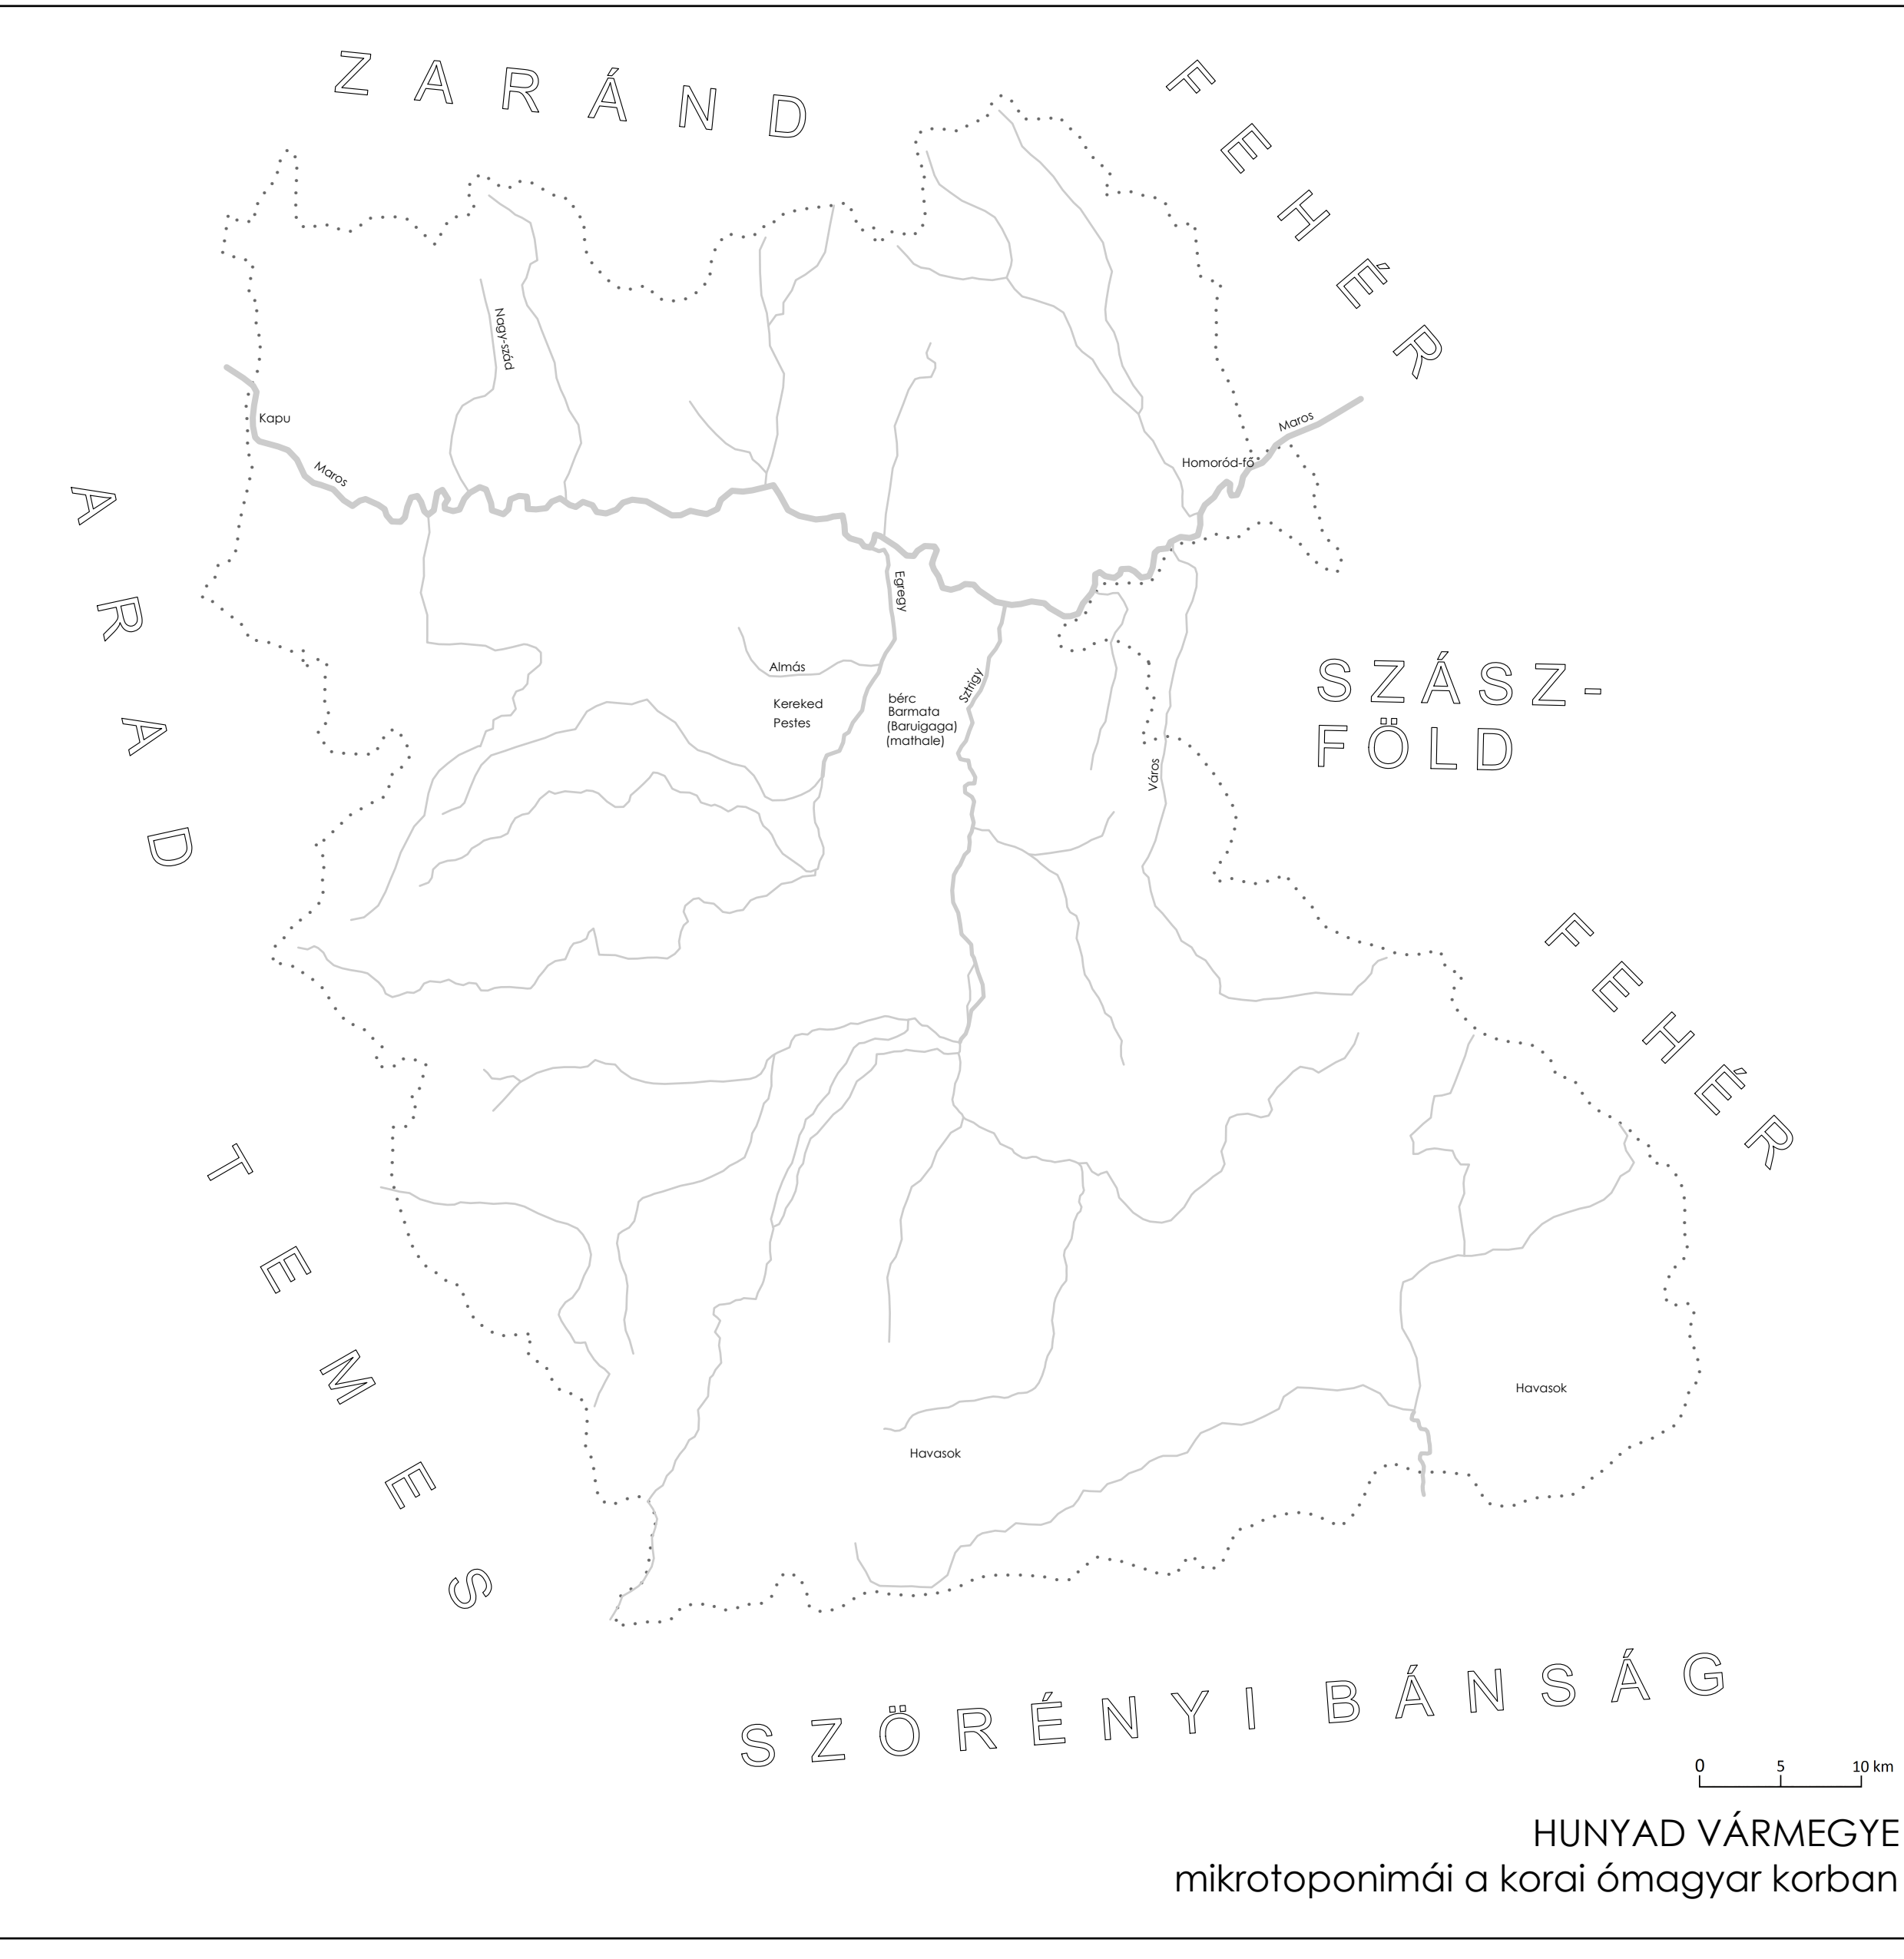 ZARÁND
FEHÉR
Nagy-szád
Kapu
Maros
Maros
Homoród-fő
ARAD
Egregy
Almás
Kereked
Pestes
bérc
Barmata
(Baruigaga)
(mathale)
Sztrigy
Város
SZÁSZ-
FÖLD
FEHÉR
TEMES
Havasok
Havasok
SZÖRÉNYI BÁNSÁG
0 5 10 km
HUNYAD VÁRMEGYE
mikrotoponimái a korai ómagyar korban